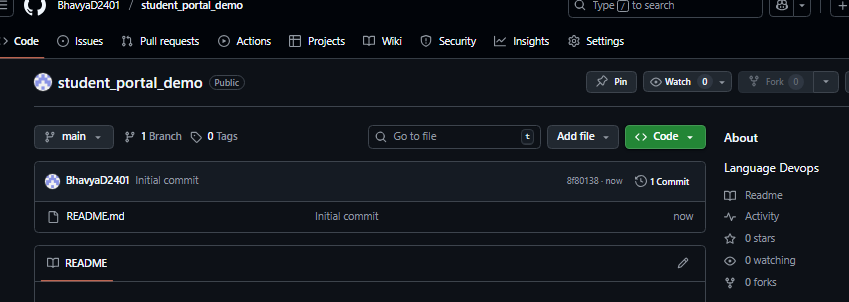 BhavyaD2401 / student_portal_demo Type / to search
Code Issues Pull requests Actions Projects Wiki Security Insights Settings
student_portal_demo Public Pin Watch 0 Fork 0
main 1 Branch 0 Tags Go to file t Add file Code
About
Language Devops
BhavyaD2401 Initial commit 8f80138 · now 1 Commit
Readme
README.md Initial commit now
Activity
0 stars
README
0 watching
0 forks